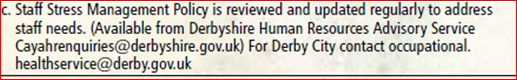 c. Staff Stress Management Policy is reviewed and updated regularly to address
staff needs. (Available from Derbyshire Human Resources Advisory Service
Cayahrenquiries@derbyshire.gov.uk) For Derby City contact occupational.
healthservice@derby.gov.uk